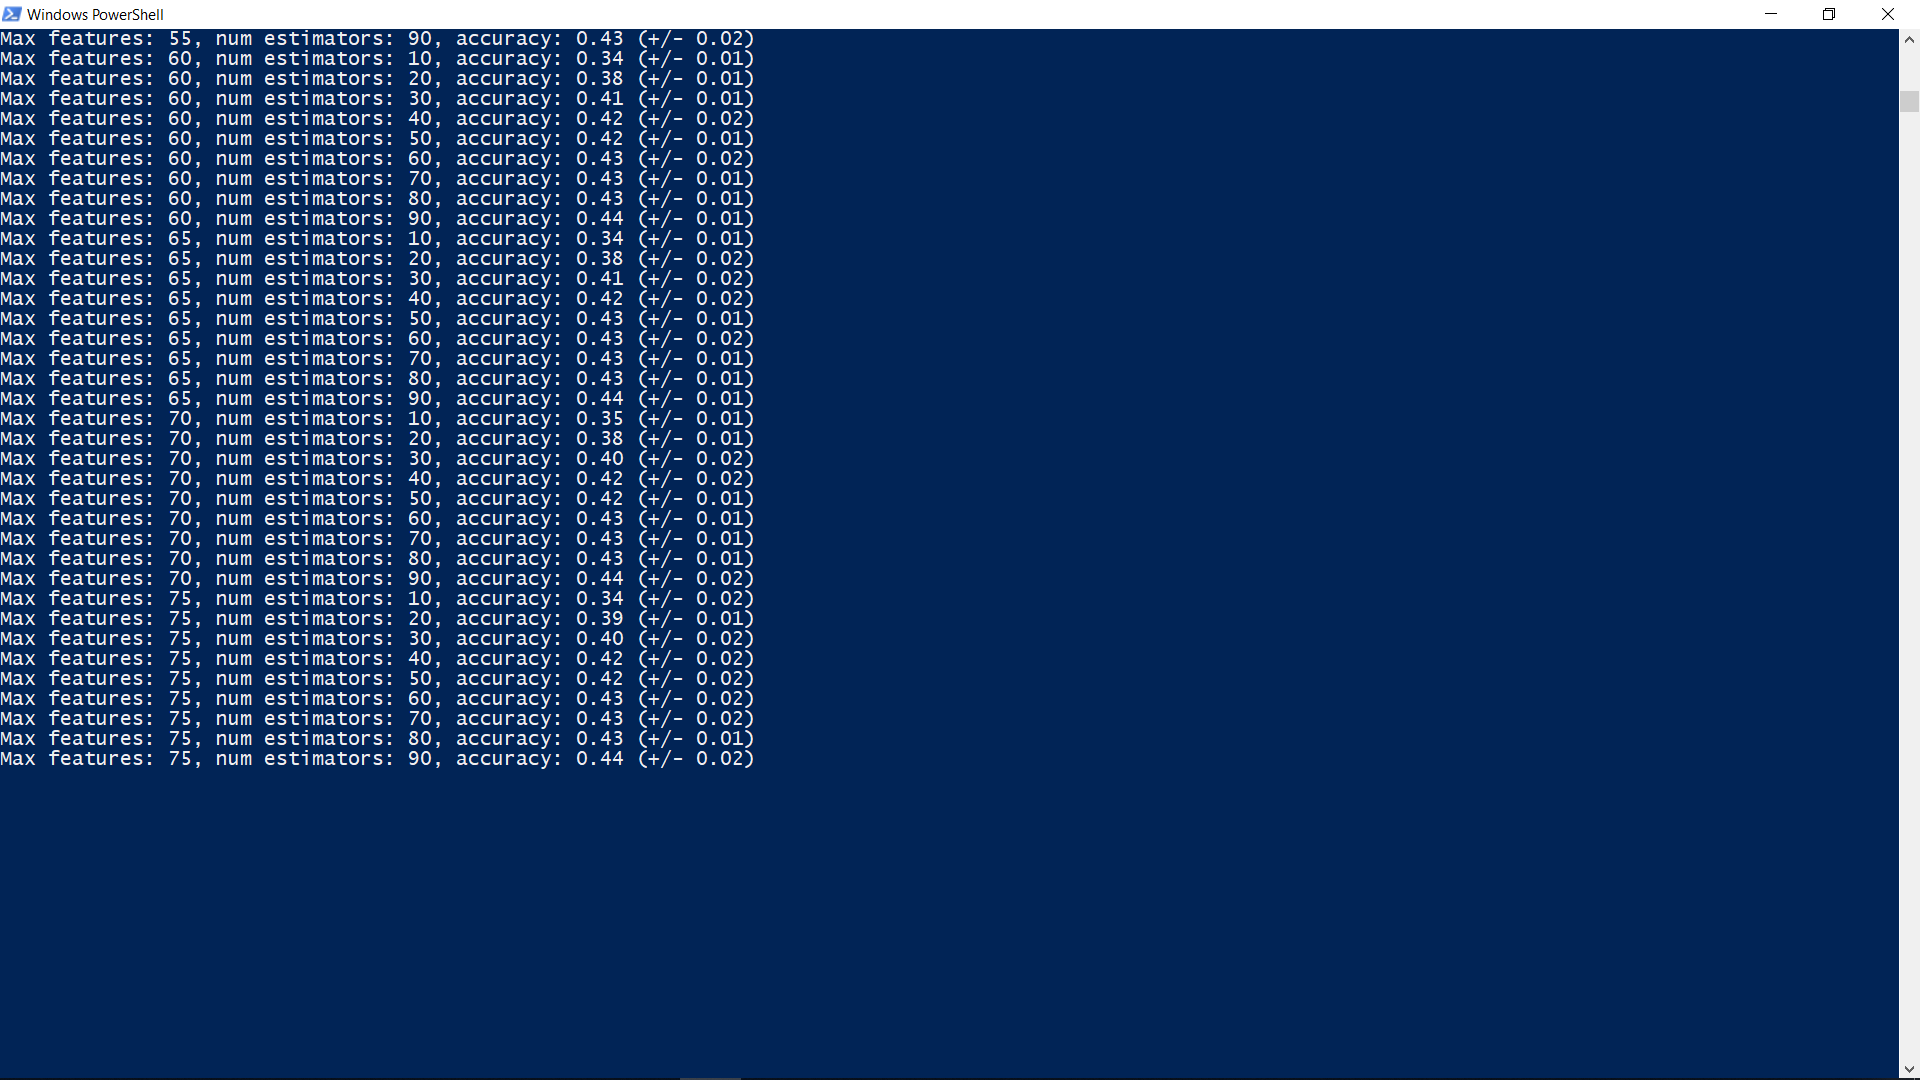 Windows PowerShell
Max features: 55, num estimators: 90, accuracy: 0.43 (+/- 0.02)
Max features: 60, num estimators: 10, accuracy: 0.34 (+/- 0.01)
Max features: 60, num estimators: 20, accuracy: 0.38 (+/- 0.01)
Max features: 60, num estimators: 30, accuracy: 0.41 (+/- 0.01)
Max features: 60, num estimators: 40, accuracy: 0.42 (+/- 0.02)
Max features: 60, num estimators: 50, accuracy: 0.42 (+/- 0.01)
Max features: 60, num estimators: 60, accuracy: 0.43 (+/- 0.02)
Max features: 60, num estimators: 70, accuracy: 0.43 (+/- 0.01)
Max features: 60, num estimators: 80, accuracy: 0.43 (+/- 0.01)
Max features: 60, num estimators: 90, accuracy: 0.44 (+/- 0.01)
Max features: 65, num estimators: 10, accuracy: 0.34 (+/- 0.01)
Max features: 65, num estimators: 20, accuracy: 0.38 (+/- 0.02)
Max features: 65, num estimators: 30, accuracy: 0.41 (+/- 0.02)
Max features: 65, num estimators: 40, accuracy: 0.42 (+/- 0.02)
Max features: 65, num estimators: 50, accuracy: 0.43 (+/- 0.01)
Max features: 65, num estimators: 60, accuracy: 0.43 (+/- 0.02)
Max features: 65, num estimators: 70, accuracy: 0.43 (+/- 0.01)
Max features: 65, num estimators: 80, accuracy: 0.43 (+/- 0.01)
Max features: 65, num estimators: 90, accuracy: 0.44 (+/- 0.01)
Max features: 70, num estimators: 10, accuracy: 0.35 (+/- 0.01)
Max features: 70, num estimators: 20, accuracy: 0.38 (+/- 0.01)
Max features: 70, num estimators: 30, accuracy: 0.40 (+/- 0.02)
Max features: 70, num estimators: 40, accuracy: 0.42 (+/- 0.02)
Max features: 70, num estimators: 50, accuracy: 0.42 (+/- 0.01)
Max features: 70, num estimators: 60, accuracy: 0.43 (+/- 0.01)
Max features: 70, num estimators: 70, accuracy: 0.43 (+/- 0.01)
Max features: 70, num estimators: 80, accuracy: 0.43 (+/- 0.01)
Max features: 70, num estimators: 90, accuracy: 0.44 (+/- 0.02)
Max features: 75, num estimators: 10, accuracy: 0.34 (+/- 0.02)
Max features: 75, num estimators: 20, accuracy: 0.39 (+/- 0.01)
Max features: 75, num estimators: 30, accuracy: 0.40 (+/- 0.02)
Max features: 75, num estimators: 40, accuracy: 0.42 (+/- 0.02)
Max features: 75, num estimators: 50, accuracy: 0.42 (+/- 0.02)
Max features: 75, num estimators: 60, accuracy: 0.43 (+/- 0.02)
Max features: 75, num estimators: 70, accuracy: 0.43 (+/- 0.02)
Max features: 75, num estimators: 80, accuracy: 0.43 (+/- 0.01)
Max features: 75, num estimators: 90, accuracy: 0.44 (+/- 0.02)